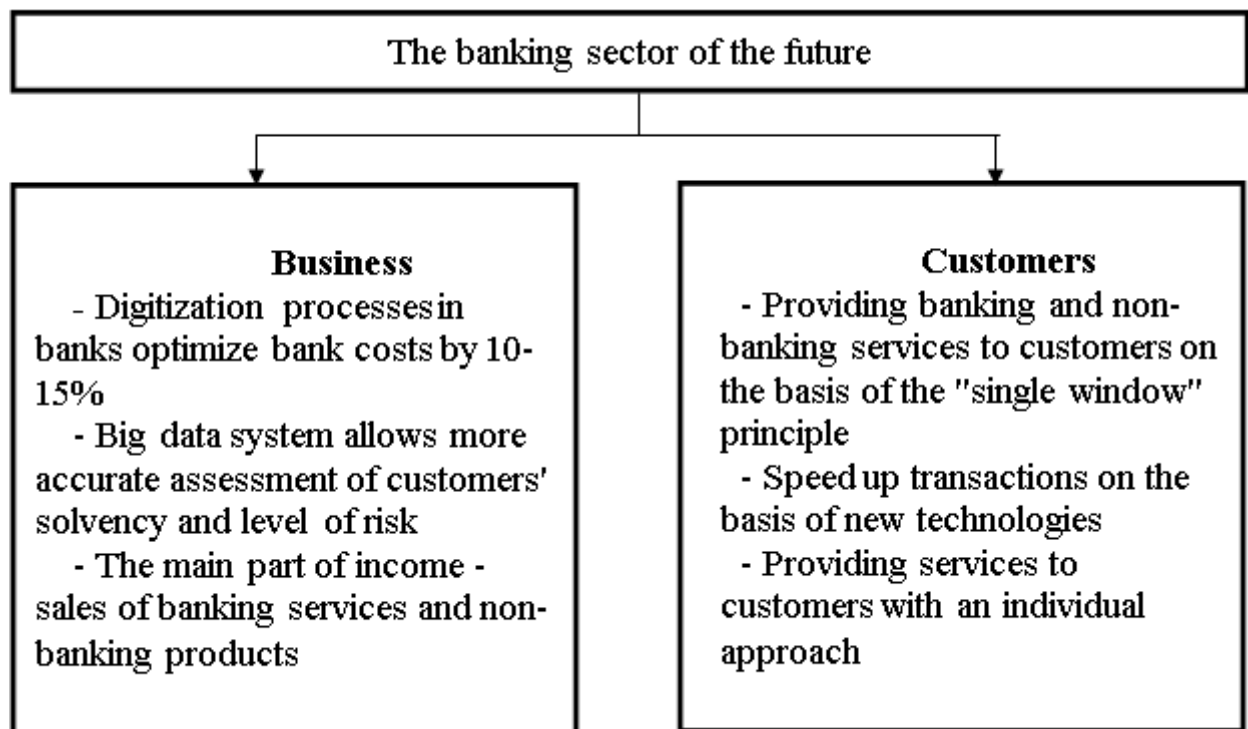 The banking sector of the future
Business
- Digitization processes in
banks optimize bank costs by 10-
15%
- Big data system allows more
accurate assessment of customers'
solvency and level of risk
- The main part of income -
sales of banking services and non-
banking products
Customers
- Providing banking and non-
banking services to customers on
the basis of the "single window"
principle
- Speed up transactions on the
basis of new technologies
- Providing services to
customers with an individual
approach